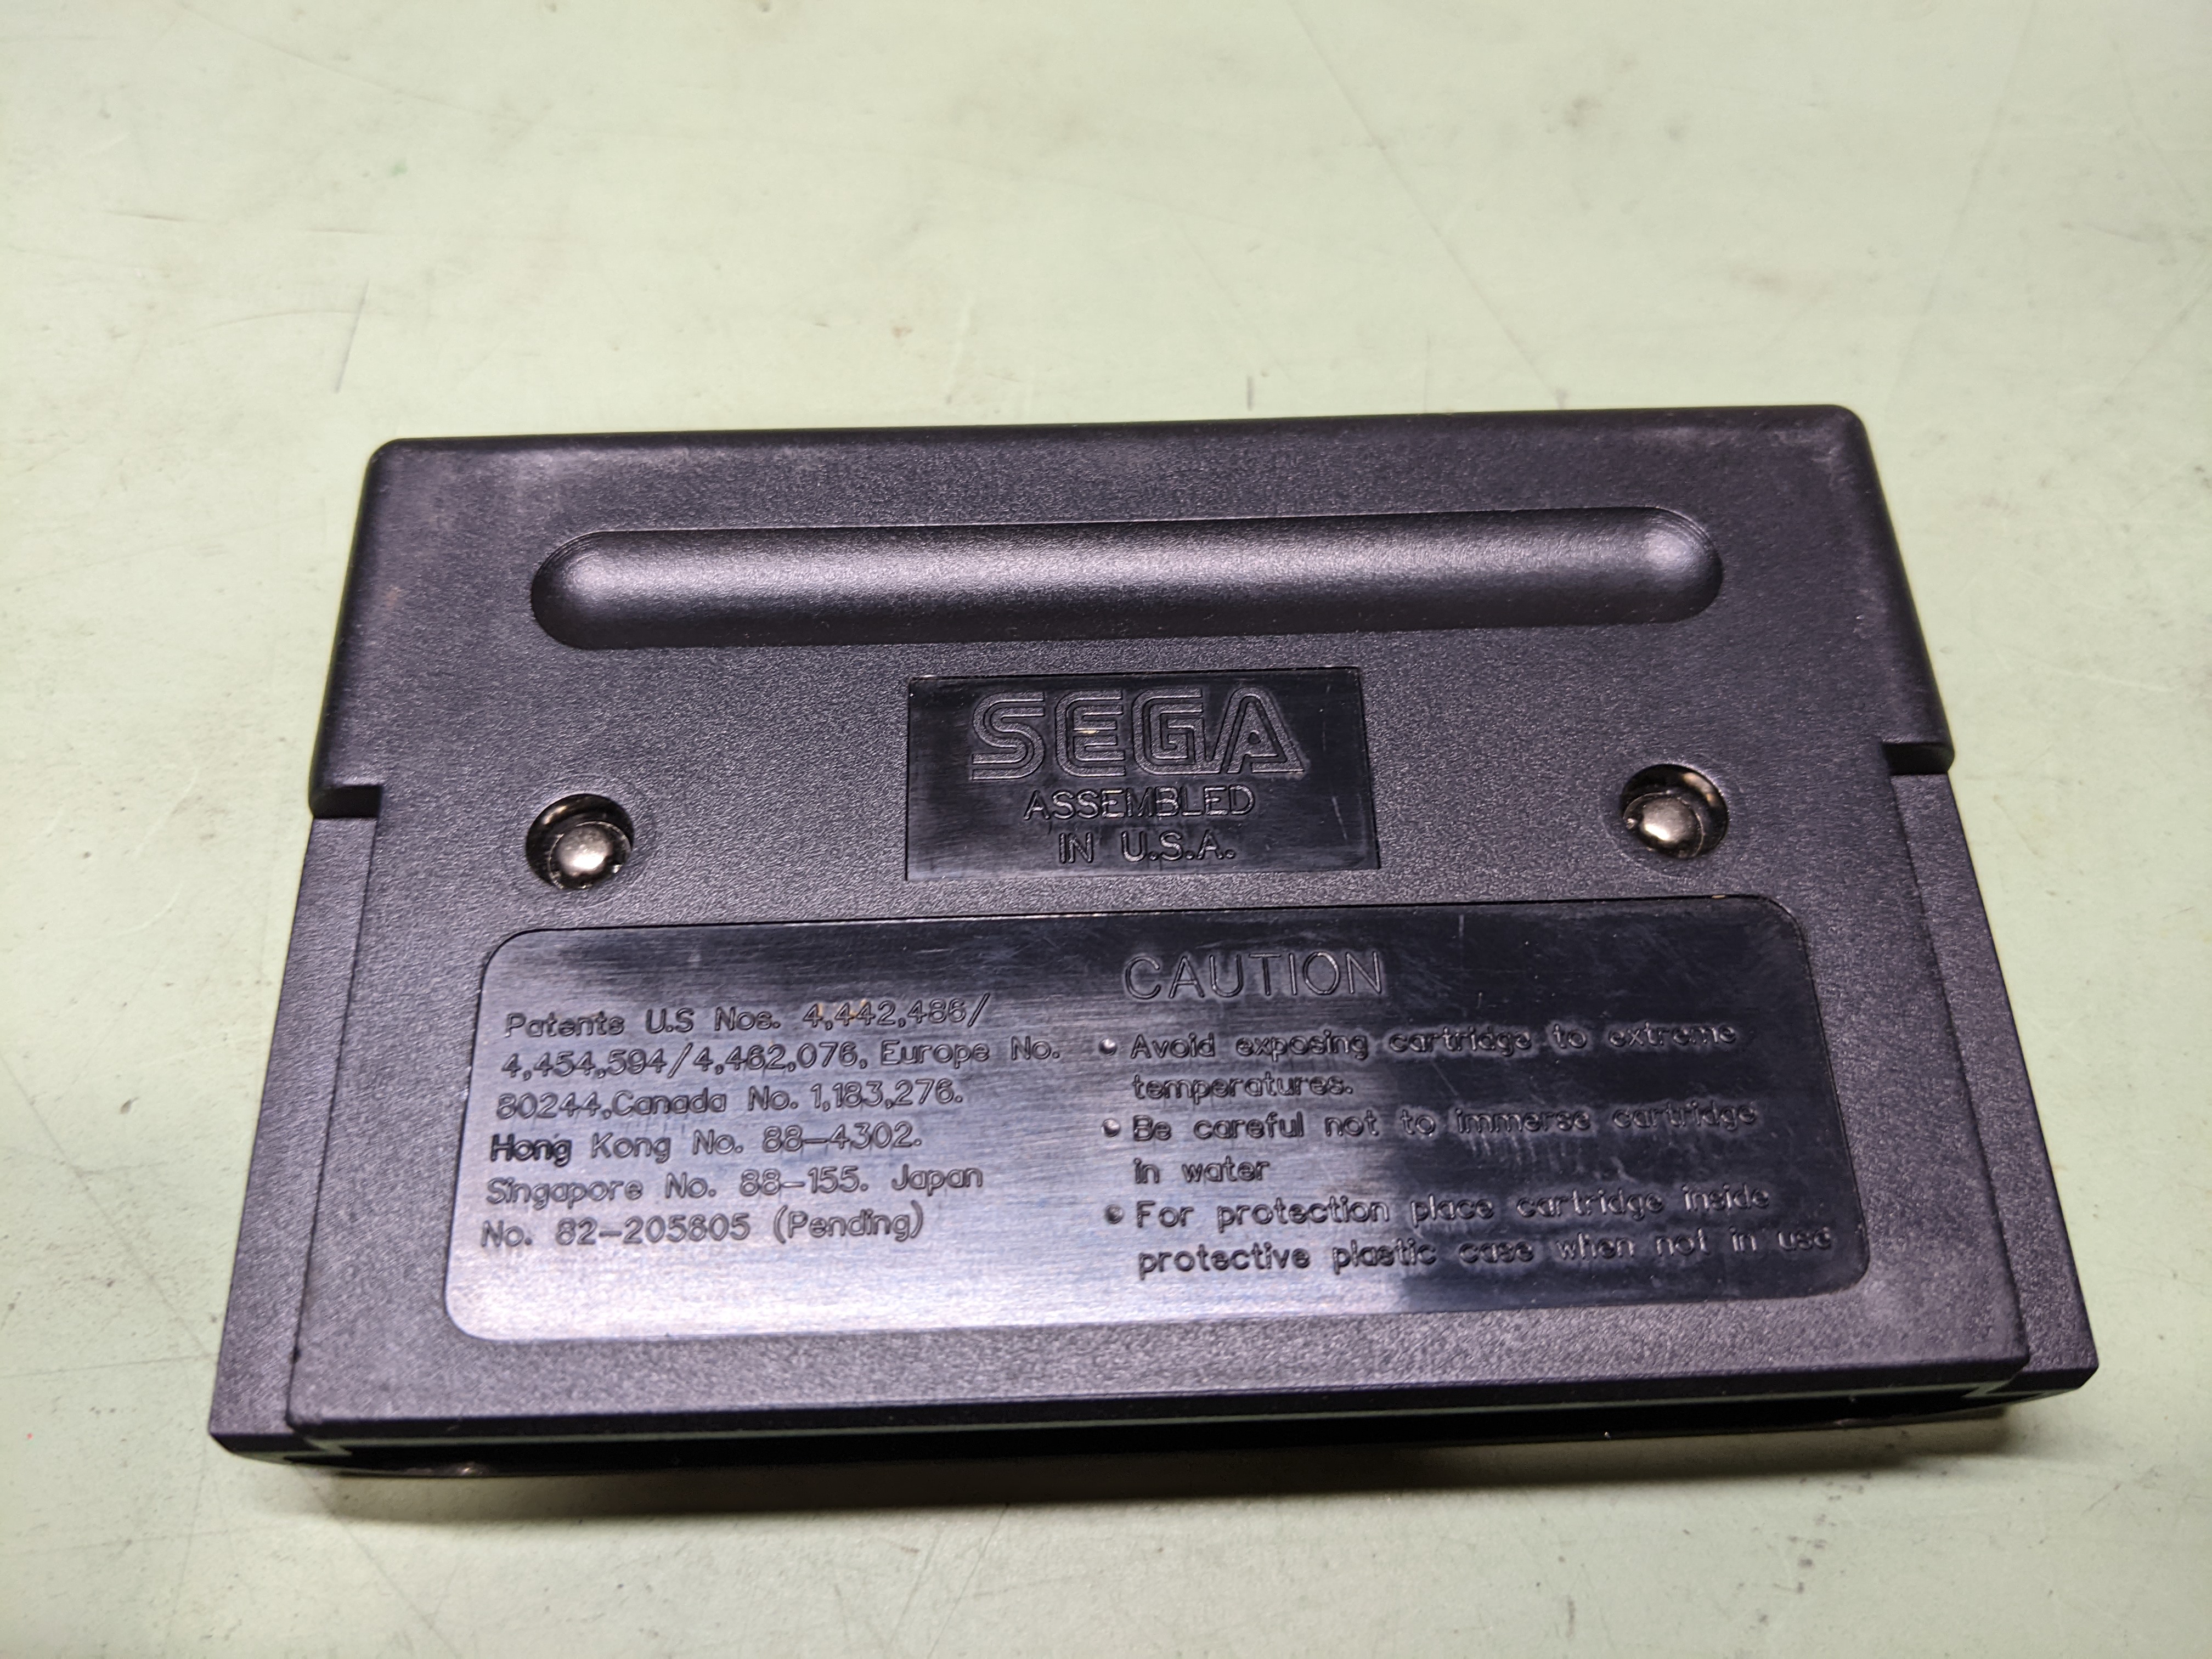 SEGA
ASSEMBLED
IN U.S.A.
Patents U.S Nos. 4,442,486/
4,454,594/4,462,076, Europe No.
80244,Canada No. 1,183,276.
Hong Kong No. 88-4302.
Singapore No. 88-155. Japan
No. 82-205605 (Pending)
CAUTION
• Avoid exposing cartridge to extreme
temperatures.
• Be careful not to immerse cartridge
in water
• For protection place cartridge inside
protective plastic case when not in use